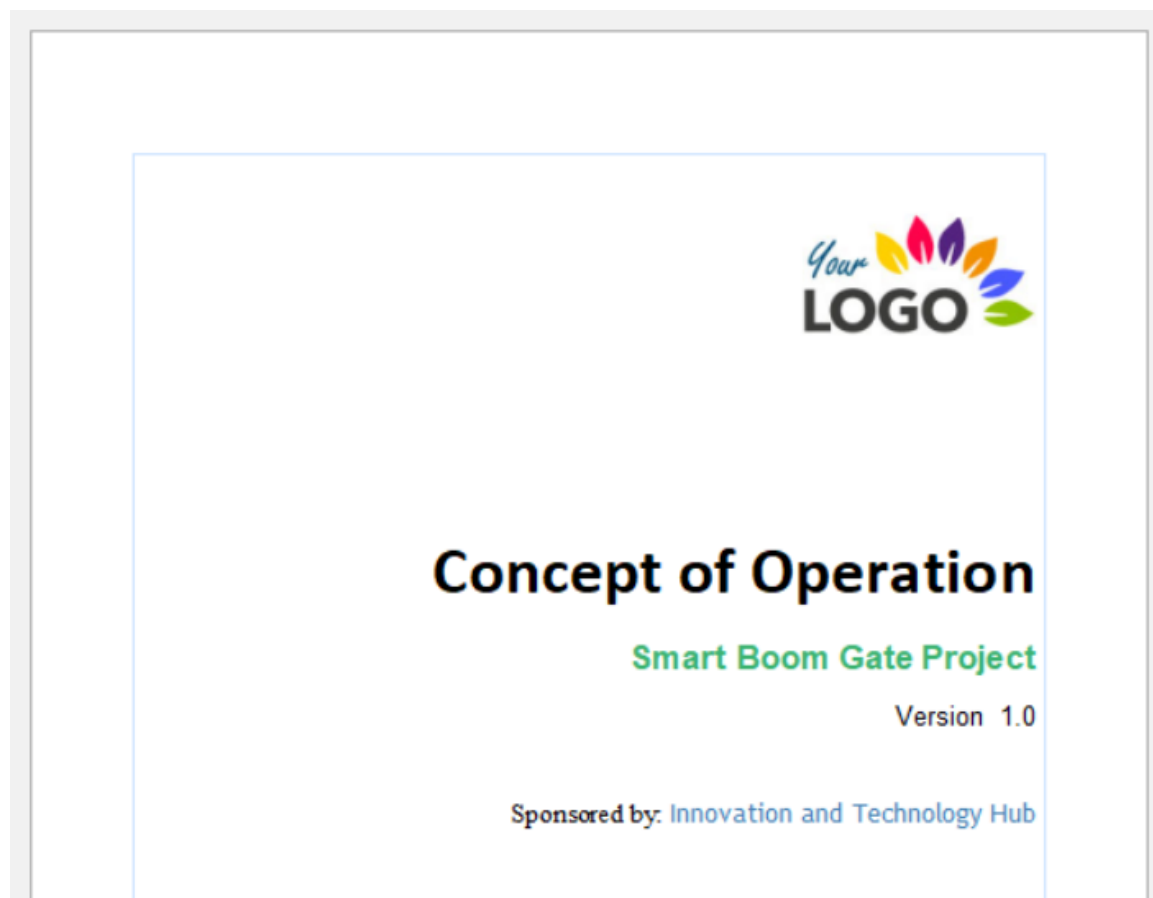 Your
LOGO
Concept of Operation
Smart Boom Gate Project
Version 1.0
Sponsored by: Innovation and Technology Hub